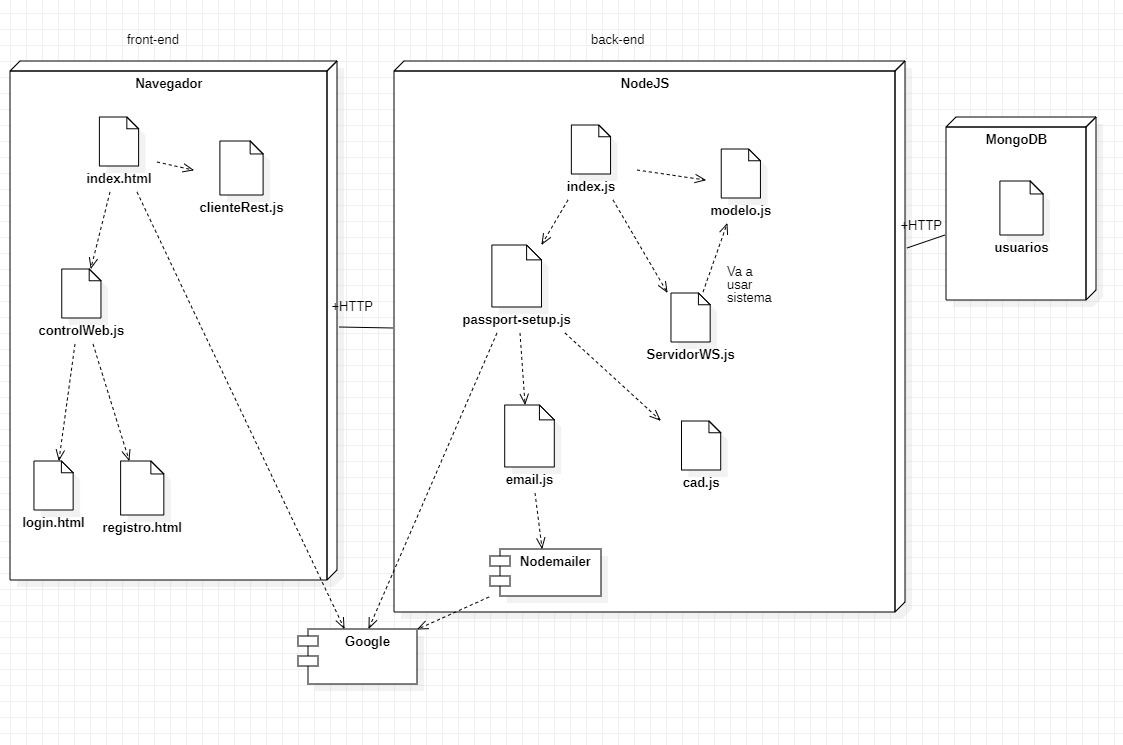 front-end
back-end
Navegador
NodeJS
MongoDB
index.html
clienteRest.js
index.js
modelo.js
+HTTP
usuarios
Va a
usar
sistema
controlWeb.js
+HTTP
passport-setup.js
ServidorWS.js
email.js
cad.js
login.html
registro.html
Nodemailer
Google